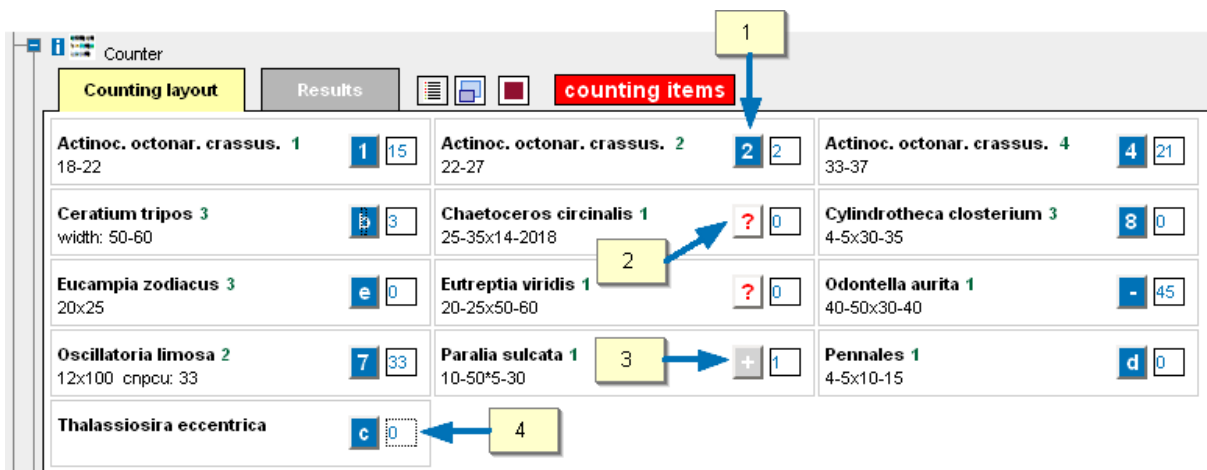 1
i Counter
Counting layout Results counting items
Actinoc. octonar. crassus. 1 1 15 Actinoc. octonar. crassus. 2 2 2 Actinoc. octonar. crassus. 4 4 21
18-22 22-27 33-37
Ceratium tripos 3 b 3 Chaetoceros circinalis 1 ? 0 Cylindrotheca closterium 3 8 0
width: 50-60 25-35x14-2018 4-5x30-35
2
Eucampia zodiacus 3 e 0 Eutreptia viridis 1 ? 0 Odontella aurita 1 - 45
20x25 20-25x50-60 40-50x30-40
Oscillatoria limosa 2 7 33 Paralia sulcata 1 3 + 1 Pennales 1 d 0
12x100 cnpcu: 33 10-50*5-30 4-5x10-15
Thalassiosira eccentrica c 0 4